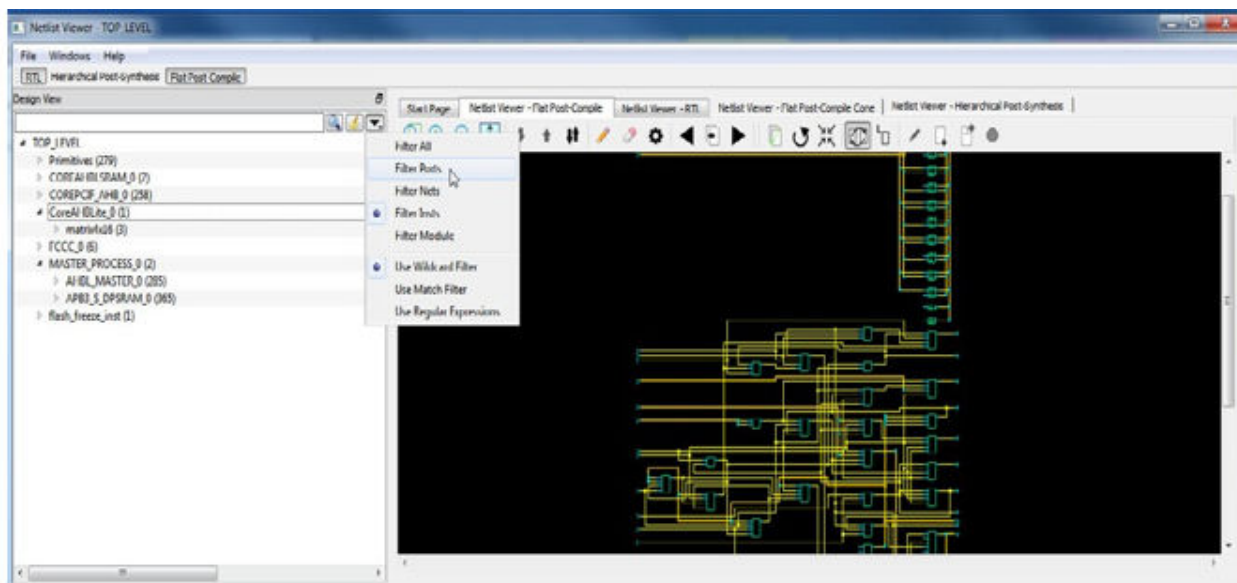 Netlist Viewer - TOP_LEVEL
File Windows Help
RTL Hierarchical Post-Synthesis Flat Post-Compile
Design View
Start Page Netlist Viewer - Flat Post-Compile Netlist Viewer - RTL Netlist Viewer - Flat Post-Compile Core Netlist Viewer - Hierarchical Post-Synthesis
TOP_LEVEL
Primitives (279)
COREAHBLSRAM_0 (7)
COREPCIF_AHB_0 (258)
CoreAHBLite_0 (1)
matrix4x16 (3)
FCCC_0 (6)
MASTER_PROCESS_0 (2)
AHBL_MASTER_0 (285)
APB3_S_DPSRAM_0 (365)
flash_freeze_inst (1)
Filter All
Filter Ports
Filter Nets
Filter Insts
Filter Module
Use Wildcard Filter
Use Match Filter
Use Regular Expressions